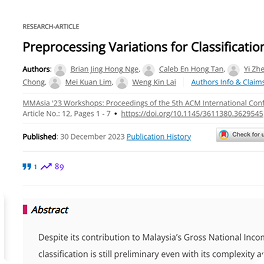 RESEARCH-ARTICLE
Preprocessing Variations for Classification
Authors: Brian Jing Hong Nge, Caleb En Hong Tan, Yi Zhe
Chong, Mei Kuan Lim, Weng Kin Lai Authors Info & Claims
MMAsia '23 Workshops: Proceedings of the 5th ACM International Conf
Article No.: 12, Pages 1 - 7 • https://doi.org/10.1145/3611380.3629545
Published: 30 December 2023 Publication History
Check for u
1 89
Abstract
Despite its contribution to Malaysia's Gross National Incom
classification is still preliminary even with its complexity a